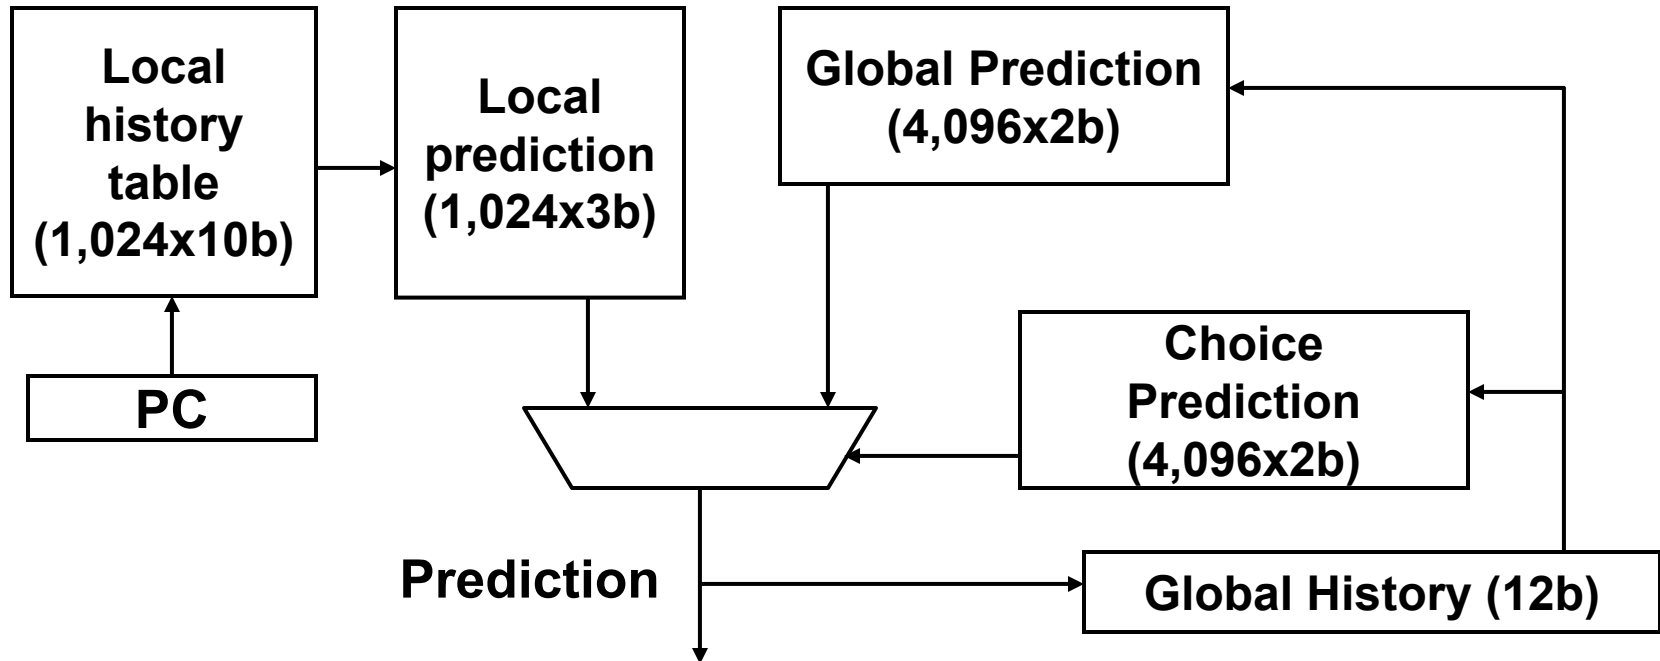 Local
history
table
(1,024x10b)
Local
prediction
(1,024x3b)
Global Prediction
(4,096x2b)
PC
Choice
Prediction
(4,096x2b)
Prediction
Global History (12b)